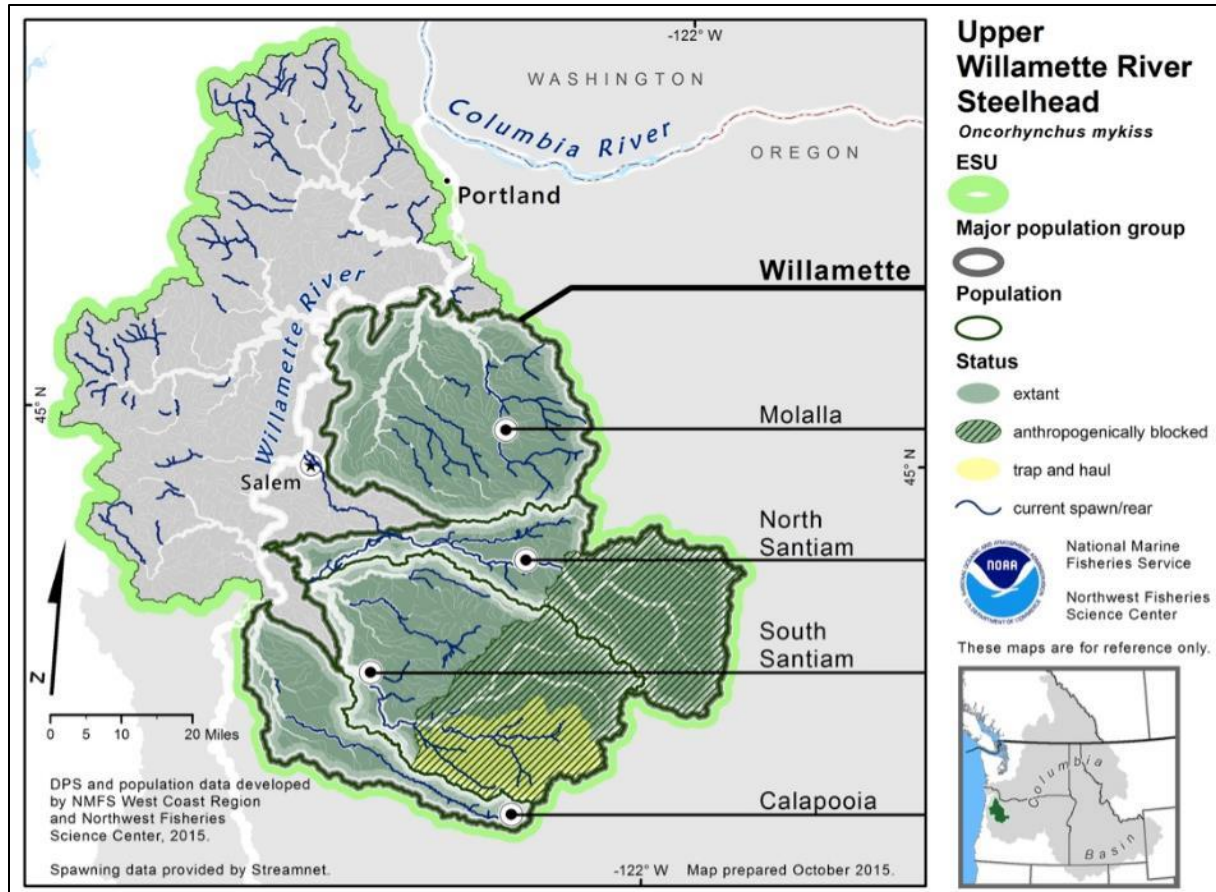 -122° W
WASHINGTON
Columbia River
OREGON
Portland
Willamette
Willamette River
45° N
Molalla
45° N
Salem
North
Santiam
South
Santiam
N
0 5 10 20 Miles
Calapooia
DPS and population data developed
by NMFS West Coast Region
and Northwest Fisheries
Science Center, 2015.
Spawning data provided by Streamnet.
-122° W
Map prepared October 2015.
Upper
Willamette River
Steelhead
Oncorhynchus mykiss
ESU
Major population group
Population
Status
extant
anthropogenically blocked
trap and haul
current spawn/rear
NOAA
National Marine
Fisheries Service
Northwest Fisheries
Science Center
These maps are for reference only.
Columbia
Basin